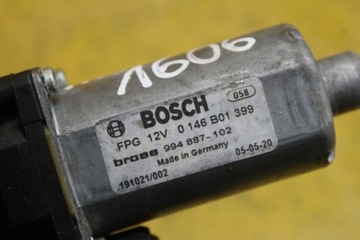 1606
BOSCH 058
FPG 12V 0 146 B01 399
brose 994 887-102
Made in Germany 05-05-20
191021/002